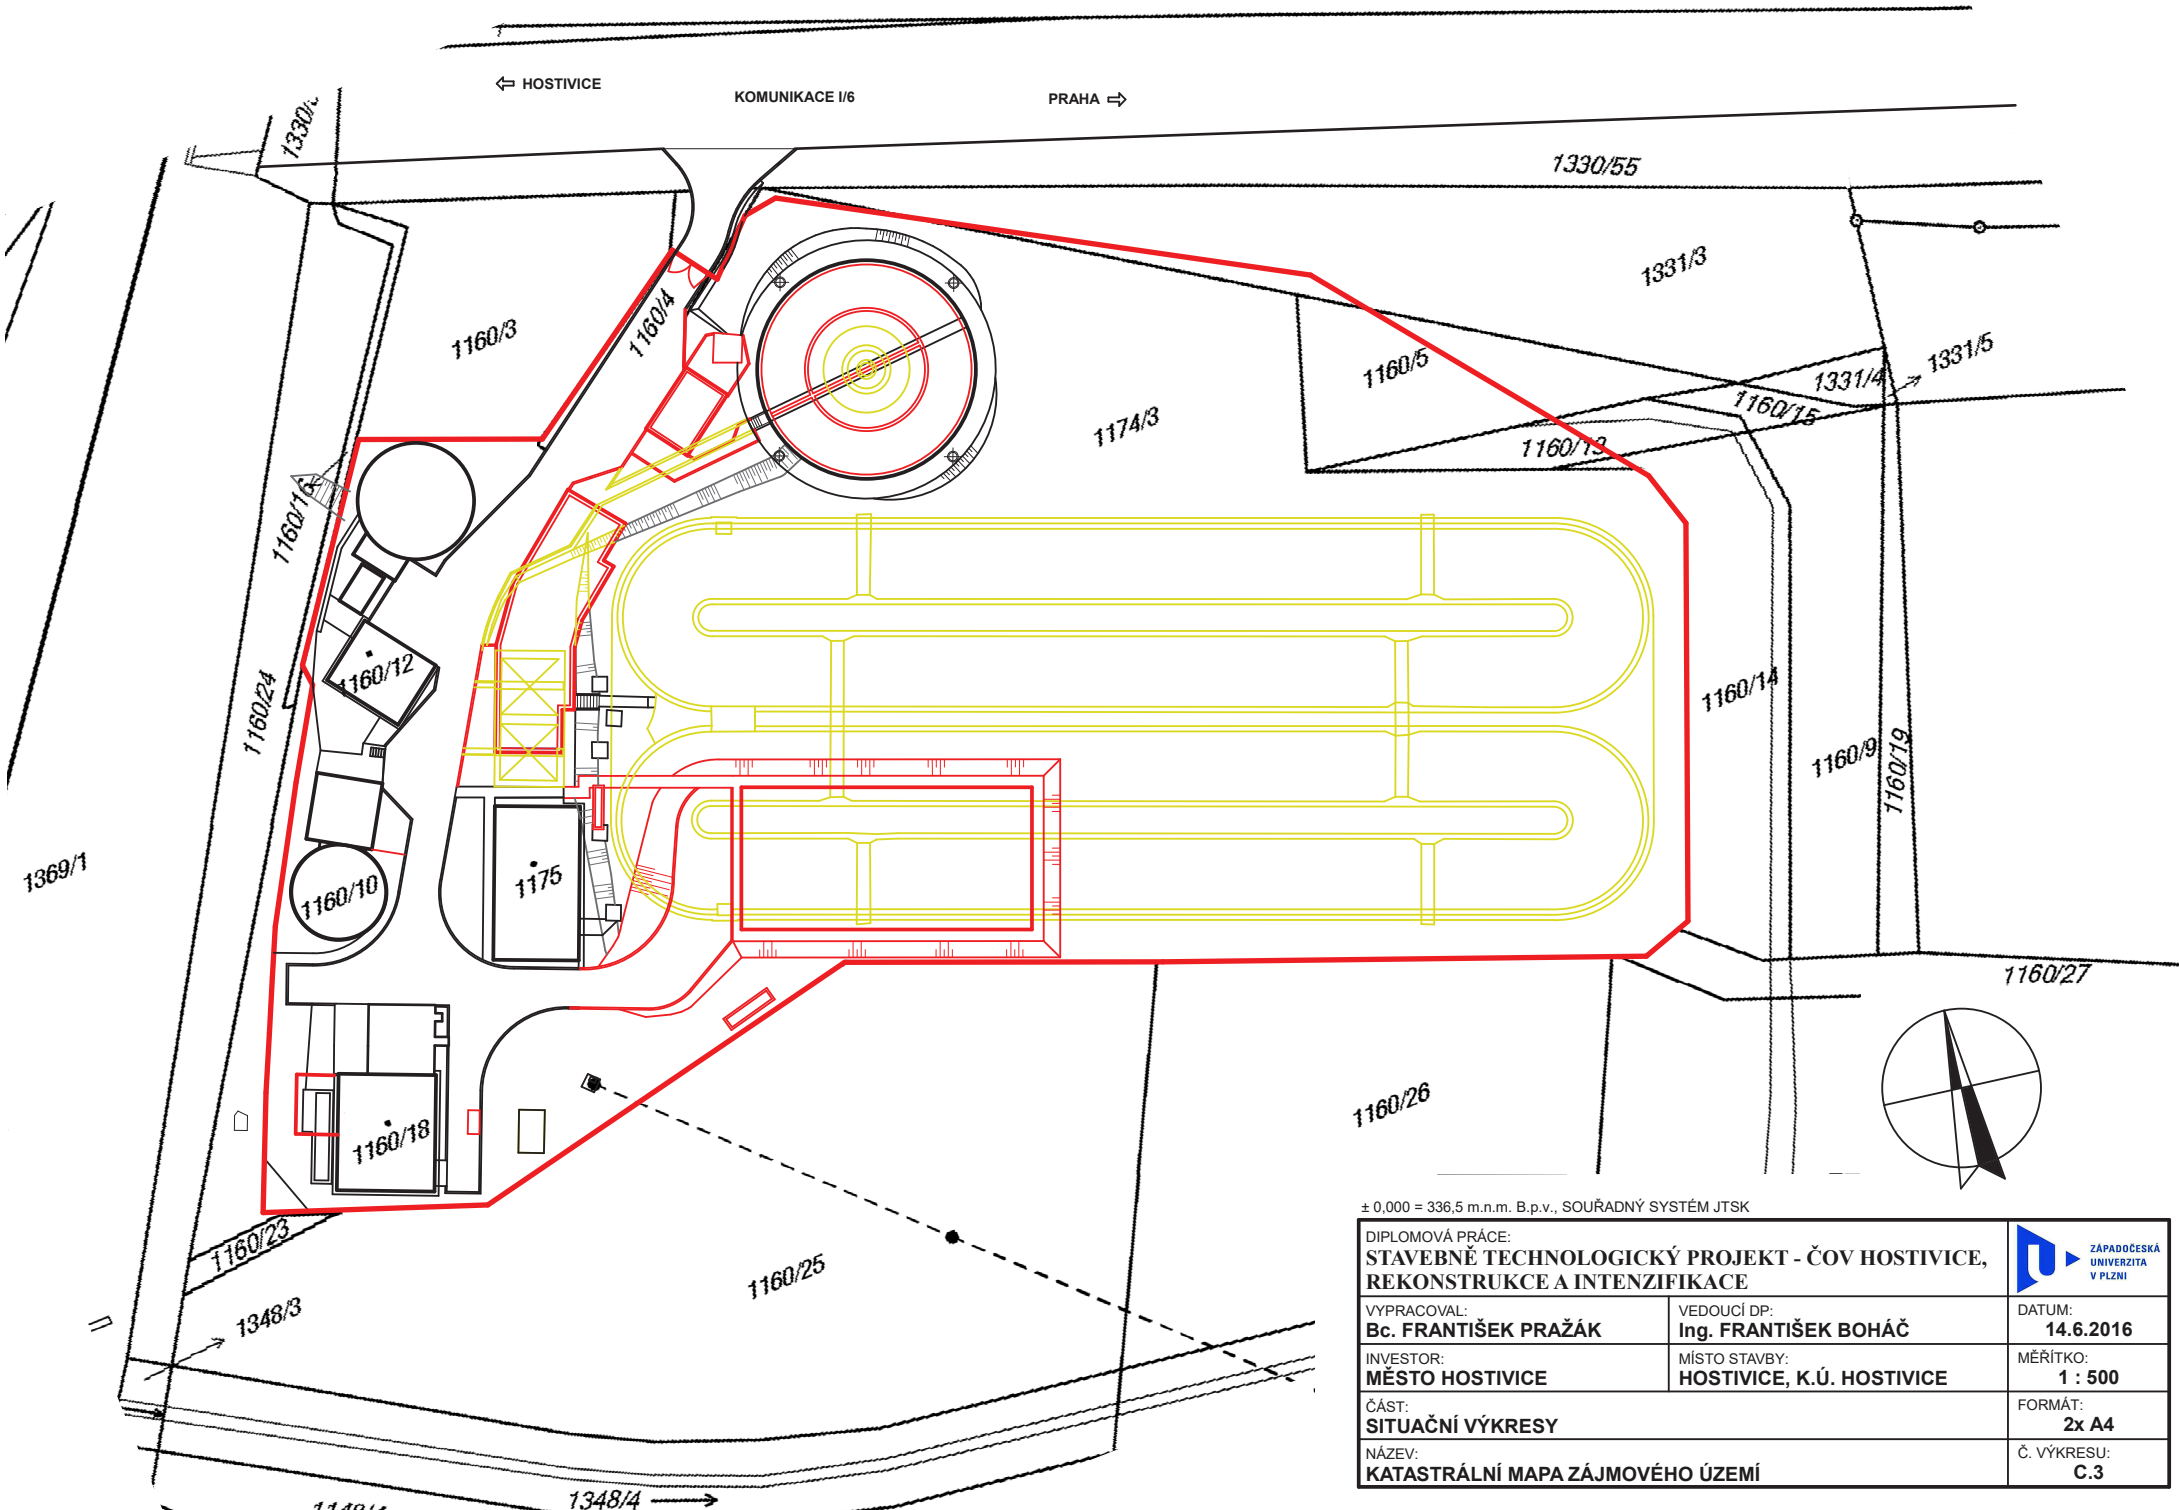 HOSTIVICE
KOMUNIKACE I/6
PRAHA
1330/55
1331/3
1160/3
1160/4
1160/5
1331/5
1331/4
1160/15
1174/3
1160/13
1160/16
1160/12
1160/24
1160/14
1160/9
1160/19
1369/1
1160/10
1175
1160/27
1160/26
1160/18
1160/23
1160/25
1348/3
1348/4
± 0,000 = 336,5 m.n.m. B.p.v., SOUŘADNÝ SYSTÉM JTSK
DIPLOMOVÁ PRÁCE:
STAVEBNĚ TECHNOLOGICKÝ PROJEKT - ČOV HOSTIVICE,
REKONSTRUKCE A INTENZIFIKACE
ZÁPADOČESKÁ
UNIVERZITA
V PLZNI
VYPRACOVAL:
Bc. FRANTIŠEK PRAŽÁK
VEDOUCÍ DP:
Ing. FRANTIŠEK BOHÁČ
DATUM:
14.6.2016
INVESTOR:
MĚSTO HOSTIVICE
MÍSTO STAVBY:
HOSTIVICE, K.Ú. HOSTIVICE
MĚŘÍTKO:
1 : 500
ČÁST:
SITUAČNÍ VÝKRESY
FORMÁT:
2x A4
NÁZEV:
KATASTRÁLNÍ MAPA ZÁJMOVÉHO ÚZEMÍ
Č. VÝKRESU:
C.3